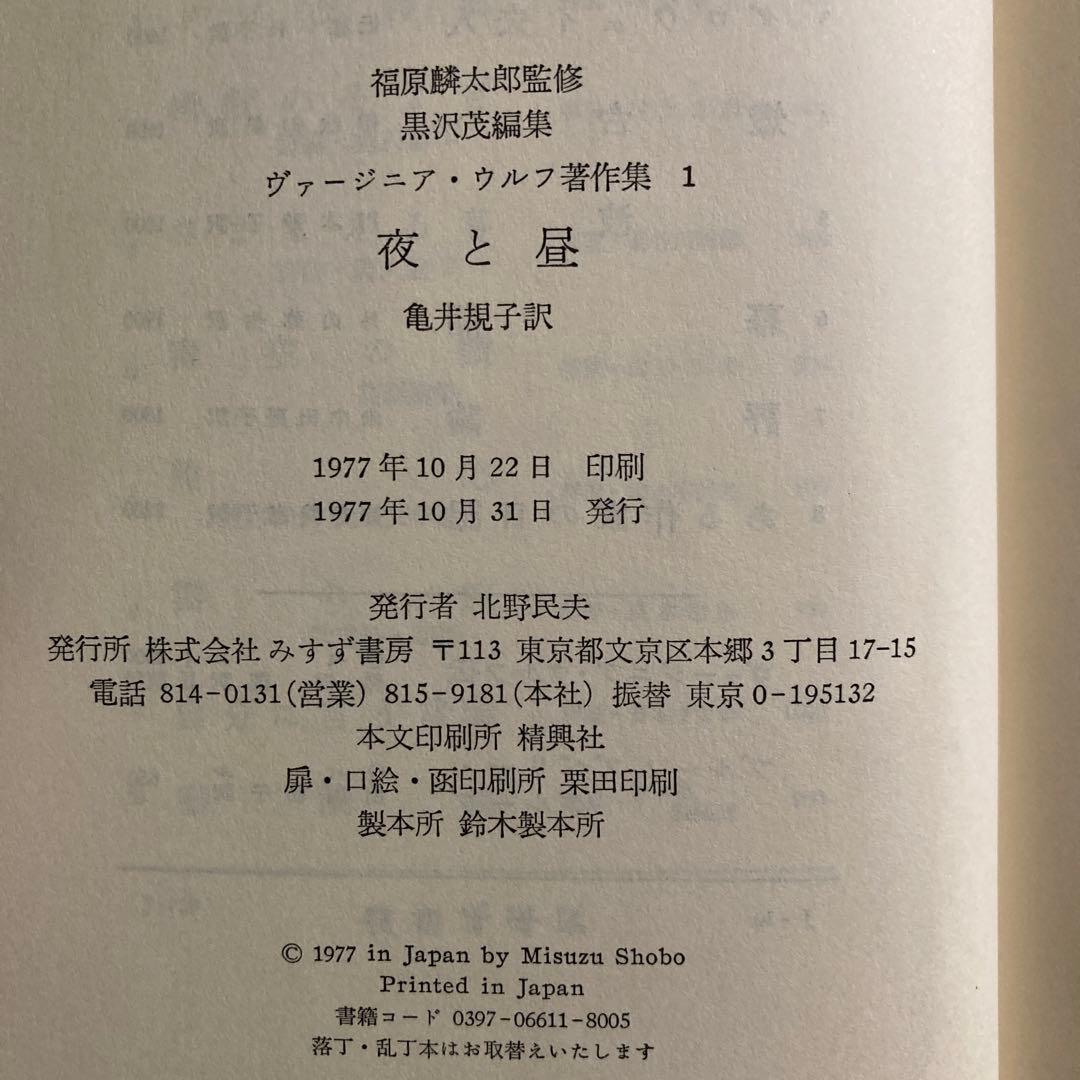 福原麟太郎監修
黒沢茂編集
ヴァージニア・ウルフ著作集 1
夜と昼
亀井規子訳
1977年10月22日 印刷
1977年10月31日 発行
発行者 北野民夫
発行所 株式会社 みすず書房 〒113 東京都文京区本郷3丁目17-15
電話 814-0131(営業) 815-9181(本社) 振替 東京0-195132
本文印刷所 精興社
扉・口絵・函印刷所 栗田印刷
製本所 鈴木製本所
© 1977 in Japan by Misuzu Shobo
Printed in Japan
書籍コード 0397-06611-8005
落丁・乱丁本はお取替えいたします